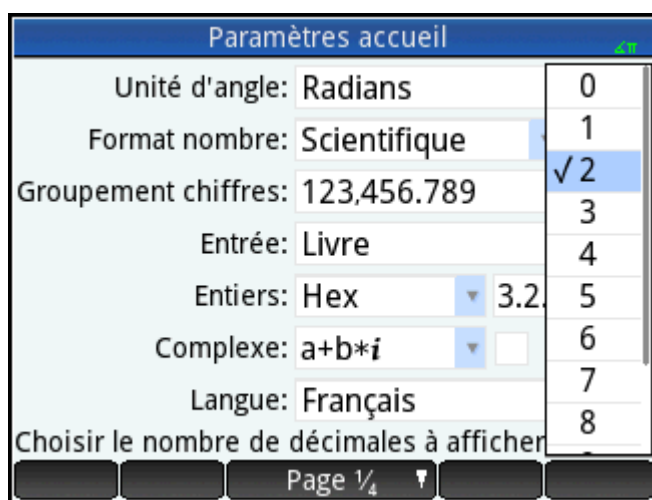 Paramètres accueil
∡π
Unité d'angle: Radians
Format nombre: Scientifique
Groupement chiffres: 123,456.789
Entrée: Livre
Entiers: Hex 3.2.
Complexe: a+b*i
Langue: Français
Choisir le nombre de décimales à afficher
0
1
√ 2
3
4
5
6
7
8
Page ¼